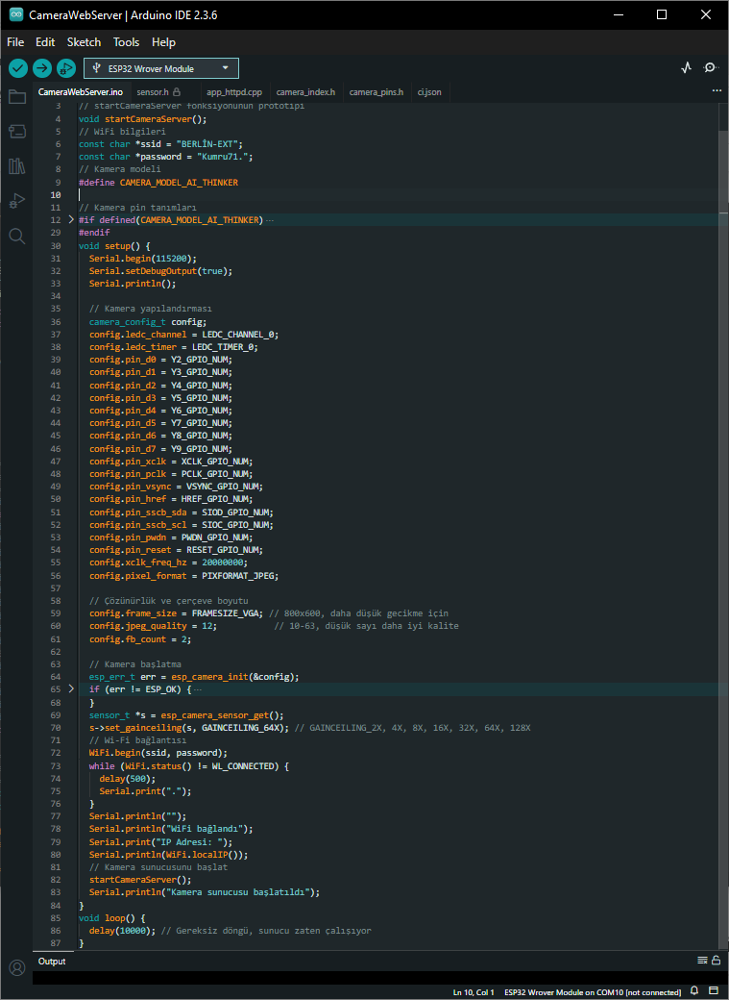 CameraWebServer | Arduino IDE 2.3.6
File Edit Sketch Tools Help
ESP32 Wrover Module
CameraWebServer.ino sensor.h app_httpd.cpp camera_index.h camera_pins.h ci.json
3 // startCameraServer fonksiyonunun prototipi
4 void startCameraServer();
5 // WiFi bilgileri
6 const char *ssid = "BERLİN-EXT";
7 const char *password = "Kumru71.";
8 // Kamera modeli
9 #define CAMERA_MODEL_AI_THINKER
10
11 // Kamera pin tanımları
12 #if defined(CAMERA_MODEL_AI_THINKER) ···
29 #endif
30 void setup() {
31 Serial.begin(115200);
32 Serial.setDebugOutput(true);
33 Serial.println();
34
35 // Kamera yapılandırması
36 camera_config_t config;
37 config.ledc_channel = LEDC_CHANNEL_0;
38 config.ledc_timer = LEDC_TIMER_0;
39 config.pin_d0 = Y2_GPIO_NUM;
40 config.pin_d1 = Y3_GPIO_NUM;
41 config.pin_d2 = Y4_GPIO_NUM;
42 config.pin_d3 = Y5_GPIO_NUM;
43 config.pin_d4 = Y6_GPIO_NUM;
44 config.pin_d5 = Y7_GPIO_NUM;
45 config.pin_d6 = Y8_GPIO_NUM;
46 config.pin_d7 = Y9_GPIO_NUM;
47 config.pin_xclk = XCLK_GPIO_NUM;
48 config.pin_pclk = PCLK_GPIO_NUM;
49 config.pin_vsync = VSYNC_GPIO_NUM;
50 config.pin_href = HREF_GPIO_NUM;
51 config.pin_sscb_sda = SIOD_GPIO_NUM;
52 config.pin_sscb_scl = SIOC_GPIO_NUM;
53 config.pin_pwdn = PWDN_GPIO_NUM;
54 config.pin_reset = RESET_GPIO_NUM;
55 config.xclk_freq_hz = 20000000;
56 config.pixel_format = PIXFORMAT_JPEG;
57
58 // Çözünürlük ve çerçeve boyutu
59 config.frame_size = FRAMESIZE_VGA; // 800x600, daha düşük gecikme için
60 config.jpeg_quality = 12; // 10-63, düşük sayı daha iyi kalite
61 config.fb_count = 2;
62
63 // Kamera başlatma
64 esp_err_t err = esp_camera_init(&config);
65 if (err != ESP_OK) { ···
68 }
69 sensor_t *s = esp_camera_sensor_get();
70 s->set_gainceiling(s, GAINCEILING_64X); // GAINCEILING_2X, 4X, 8X, 16X, 32X, 64X, 128X
71 // Wi-Fi bağlantısı
72 WiFi.begin(ssid, password);
73 while (WiFi.status() != WL_CONNECTED) {
74 delay(500);
75 Serial.print(".");
76 }
77 Serial.println("");
78 Serial.println("WiFi bağlandı");
79 Serial.print("IP Adresi: ");
80 Serial.println(WiFi.localIP());
81 // Kamera sunucusunu başlat
82 startCameraServer();
83 Serial.println("Kamera sunucusu başlatıldı");
84 }
85 void loop() {
86 delay(10000); // Gereksiz döngü, sunucu zaten çalışıyor
87 }
Output
Ln 10, Col 1 ESP32 Wrover Module on COM10 [not connected]